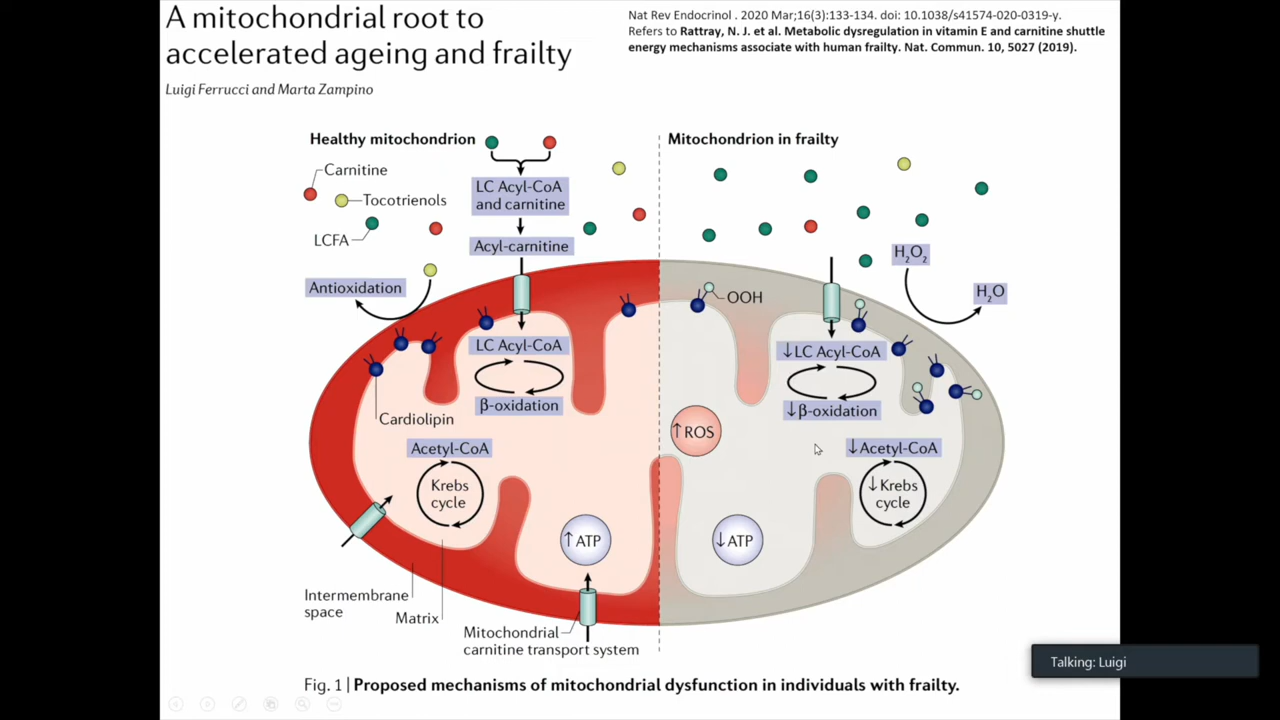 A mitochondrial root to
accelerated ageing and frailty
Luigi Ferrucci and Marta Zampino
Nat Rev Endocrinol . 2020 Mar;16(3):133-134. doi: 10.1038/s41574-020-0319-y.
Refers to Rattray, N. J. et al. Metabolic dysregulation in vitamin E and carnitine shuttle
energy mechanisms associate with human frailty. Nat. Commun. 10, 5027 (2019).
Healthy mitochondrion
Carnitine
Tocotrienols
LCFA
LC Acyl-CoA
and carnitine
Acyl-carnitine
Antioxidation
LC Acyl-CoA
β-oxidation
Cardiolipin
Acetyl-CoA
Krebs
cycle
↑ATP
Intermembrane
space
Matrix
Mitochondrial
carnitine transport system
Mitochondrion in frailty
H₂O₂
H₂O
OOH
↓LC Acyl-CoA
↓β-oxidation
↑ROS
↓Acetyl-CoA
↓Krebs
cycle
↓ATP
Talking: Luigi
Fig. 1 | Proposed mechanisms of mitochondrial dysfunction in individuals with frailty.